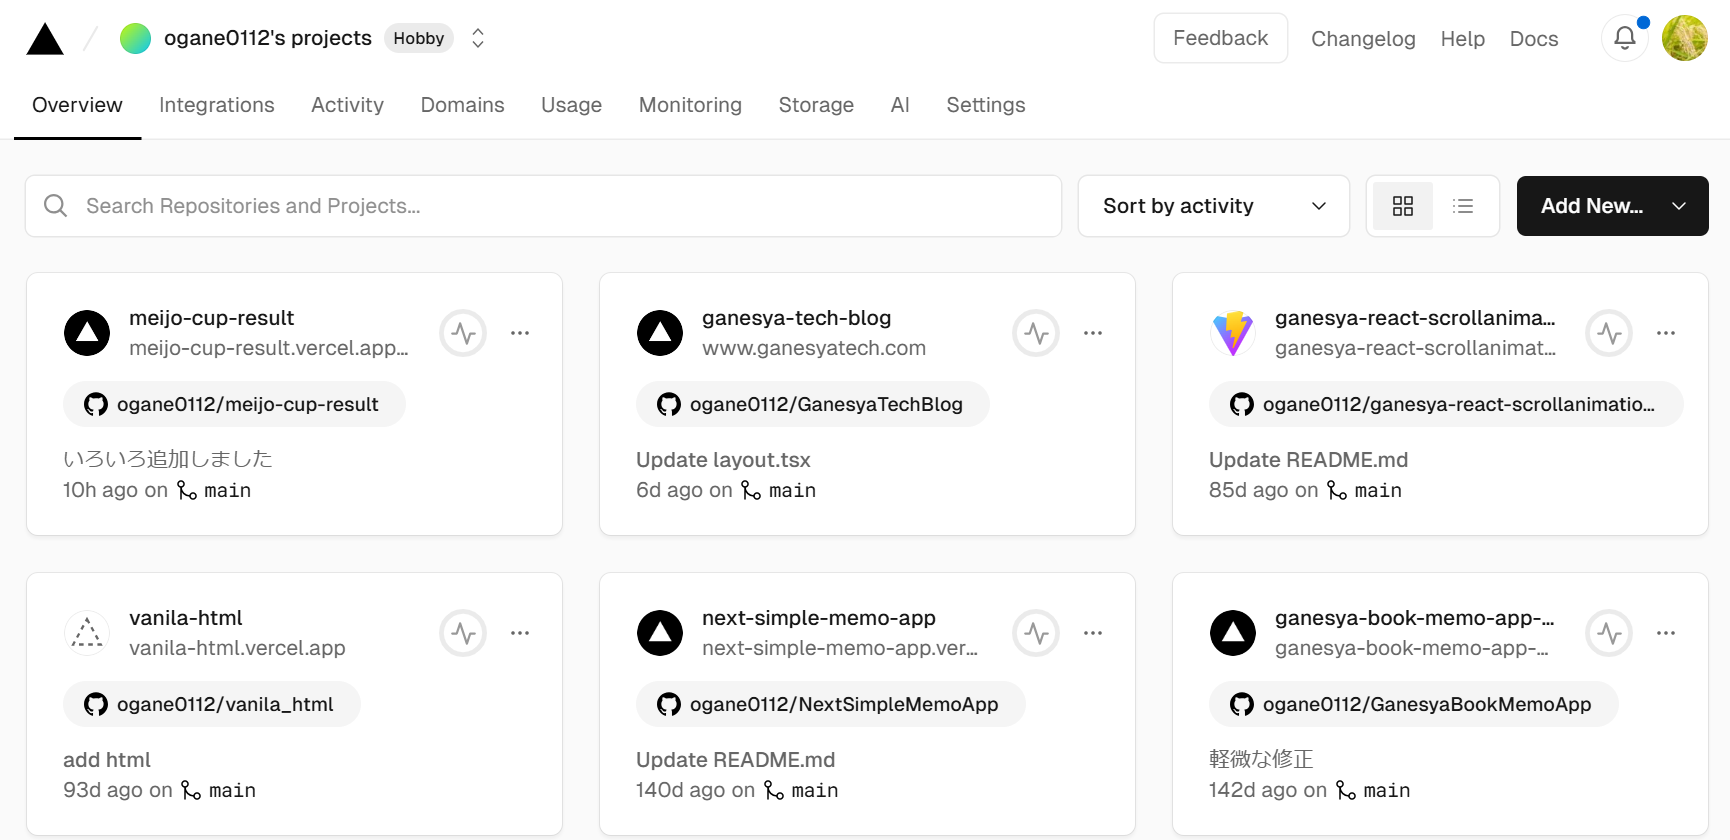 ogane0112's projects Hobby Feedback Changelog Help Docs
Overview Integrations Activity Domains Usage Monitoring Storage AI Settings
Search Repositories and Projects... Sort by activity Add New...
meijo-cup-result
meijo-cup-result.vercel.app...
ogane0112/meijo-cup-result
いろいろ追加しました
10h ago on main
ganesya-tech-blog
www.ganesyatech.com
ogane0112/GanesyaTechBlog
Update layout.tsx
6d ago on main
ganesya-react-scrollanima...
ganesya-react-scrollanimat...
ogane0112/ganesya-react-scrollanimatio...
Update README.md
85d ago on main
vanila-html
vanila-html.vercel.app
ogane0112/vanila_html
add html
93d ago on main
next-simple-memo-app
next-simple-memo-app.ver...
ogane0112/NextSimpleMemoApp
Update README.md
140d ago on main
ganesya-book-memo-app-...
ganesya-book-memo-app-...
ogane0112/GanesyaBookMemoApp
軽微な修正
142d ago on main